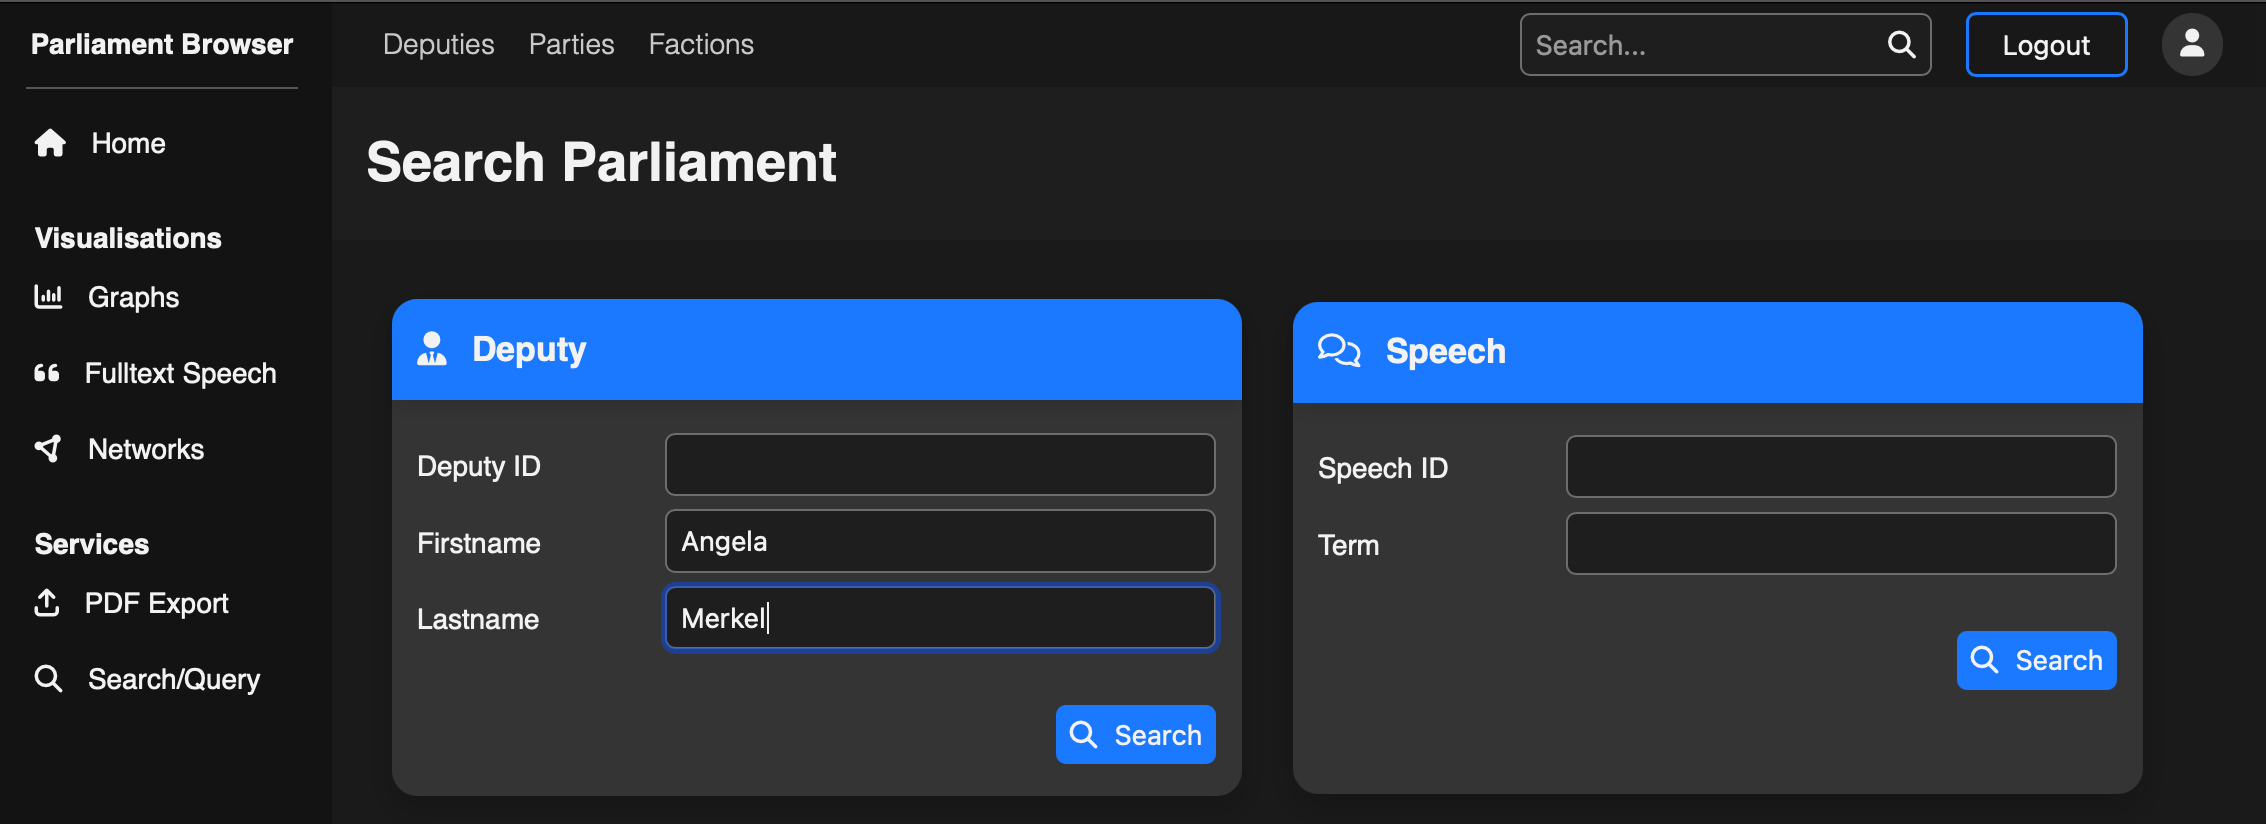 Parliament Browser
Deputies Parties Factions
Search...
Logout
Home
Visualisations
Graphs
Fulltext Speech
Networks
Services
PDF Export
Search/Query
Search Parliament
Deputy
Deputy ID
Firstname Angela
Lastname Merkel
Search
Speech
Speech ID
Term
Search